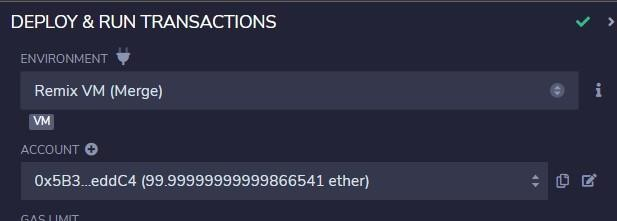 DEPLOY & RUN TRANSACTIONS
ENVIRONMENT
Remix VM (Merge)
VM
ACCOUNT
0x5B3...eddC4 (99.99999999999866541 ether)
GAS LIMIT